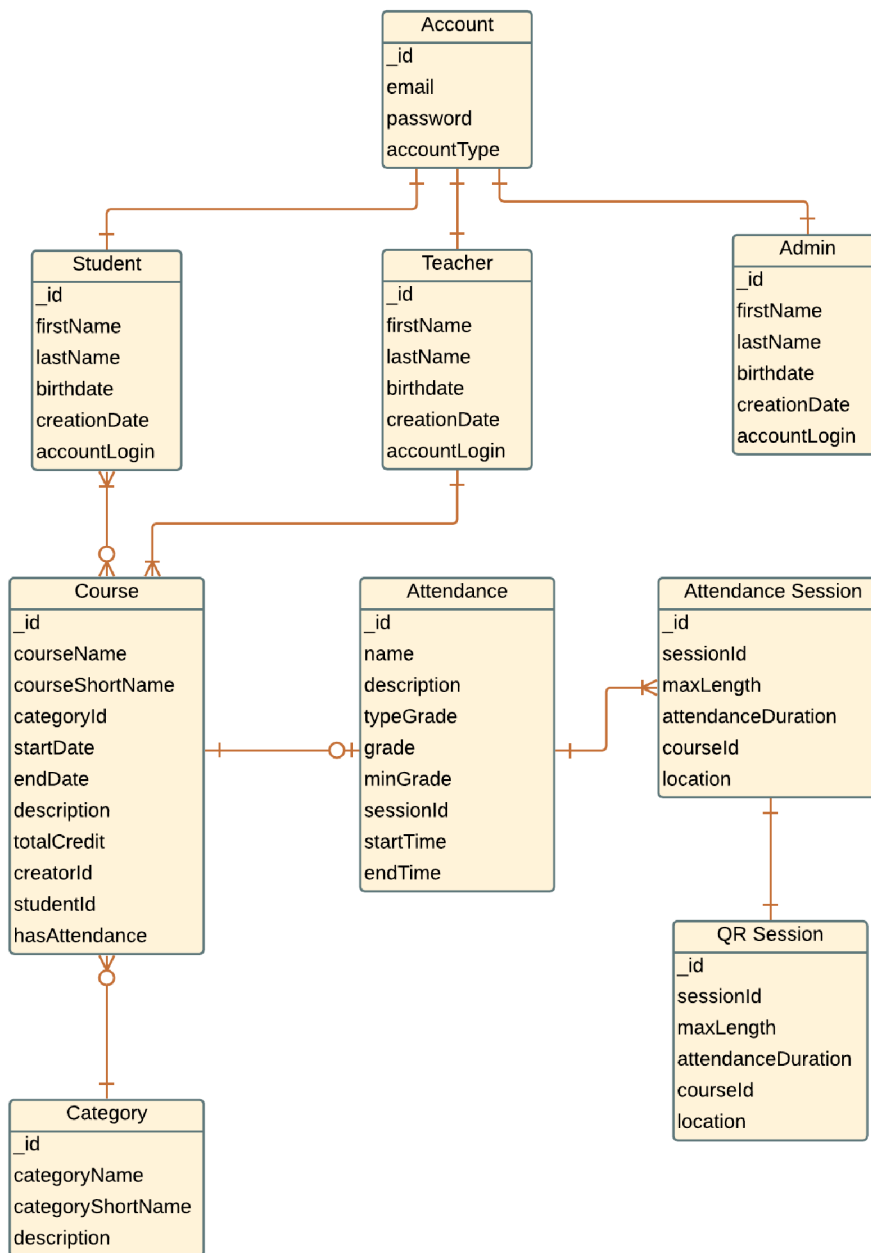 Account
_id
email
password
accountType
Student
_id
firstName
lastName
birthdate
creationDate
accountLogin
Teacher
_id
firstName
lastName
birthdate
creationDate
accountLogin
Admin
_id
firstName
lastName
birthdate
creationDate
accountLogin
Course
_id
courseName
courseShortName
categoryId
startDate
endDate
description
totalCredit
creatorId
studentId
hasAttendance
Attendance
_id
name
description
typeGrade
grade
minGrade
sessionId
startTime
endTime
Attendance Session
_id
sessionId
maxLength
attendanceDuration
courseId
location
QR Session
_id
sessionId
maxLength
attendanceDuration
courseId
location
Category
_id
categoryName
categoryShortName
description